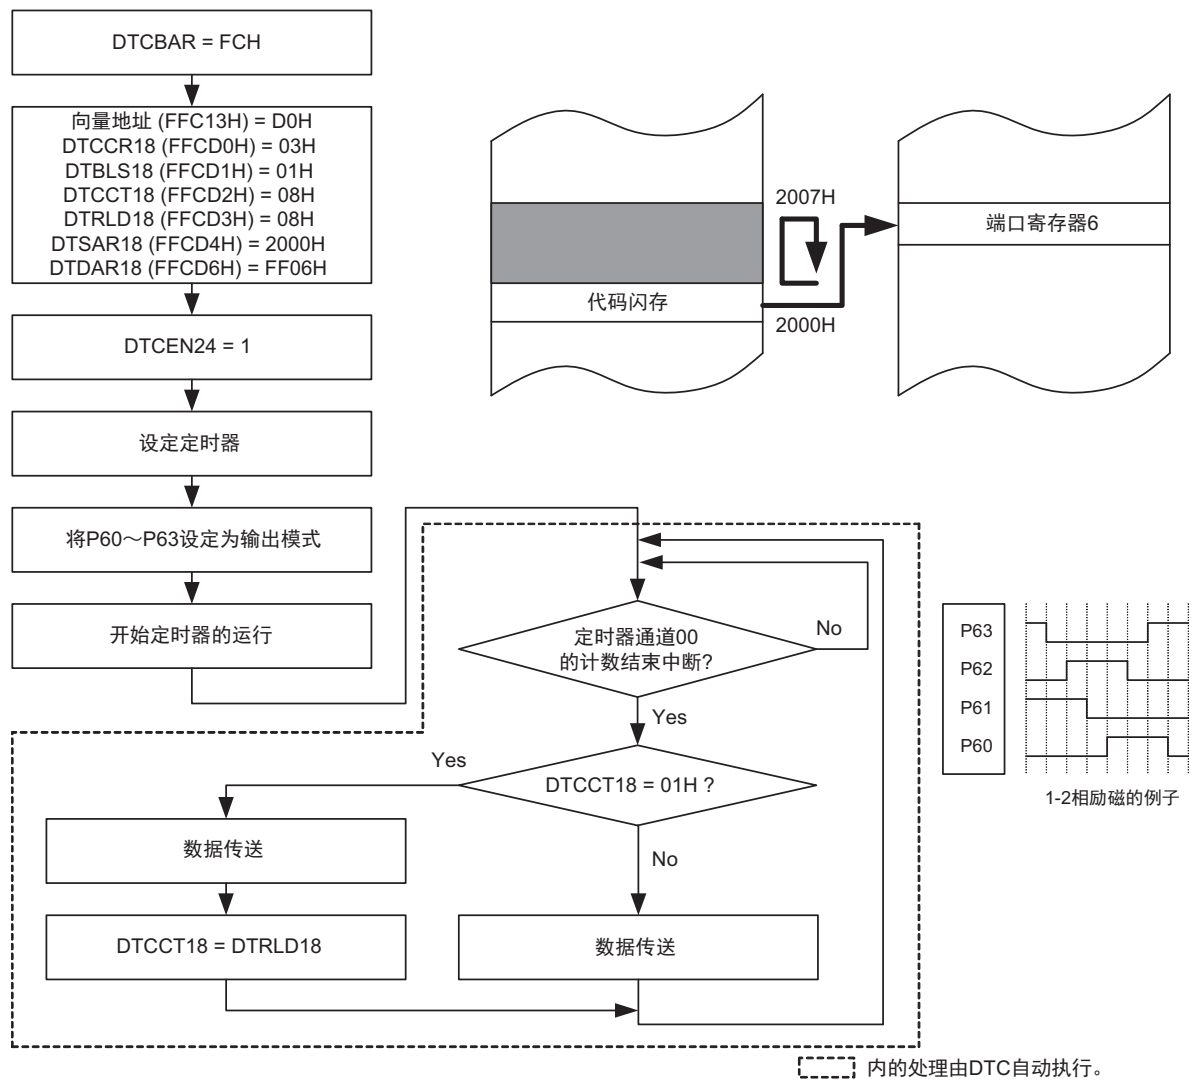 DTCBAR = FCH
向量地址 (FFC13H) = D0H
DTCCR18 (FFCD0H) = 03H
DTBLS18 (FFCD1H) = 01H
DTCCT18 (FFCD2H) = 08H
DTRLD18 (FFCD3H) = 08H
DTSAR18 (FFCD4H) = 2000H
DTDAR18 (FFCD6H) = FF06H
DTCEN24 = 1
设定定时器
将P60～P63设定为输出模式
开始定时器的运行
2007H
代码闪存
2000H
端口寄存器6
定时器通道00
的计数结束中断?
No
Yes
DTCCT18 = 01H ?
Yes
No
数据传送
DTCCT18 = DTRLD18
数据传送
P63
P62
P61
P60
1-2相励磁的例子
内的处理由DTC自动执行。